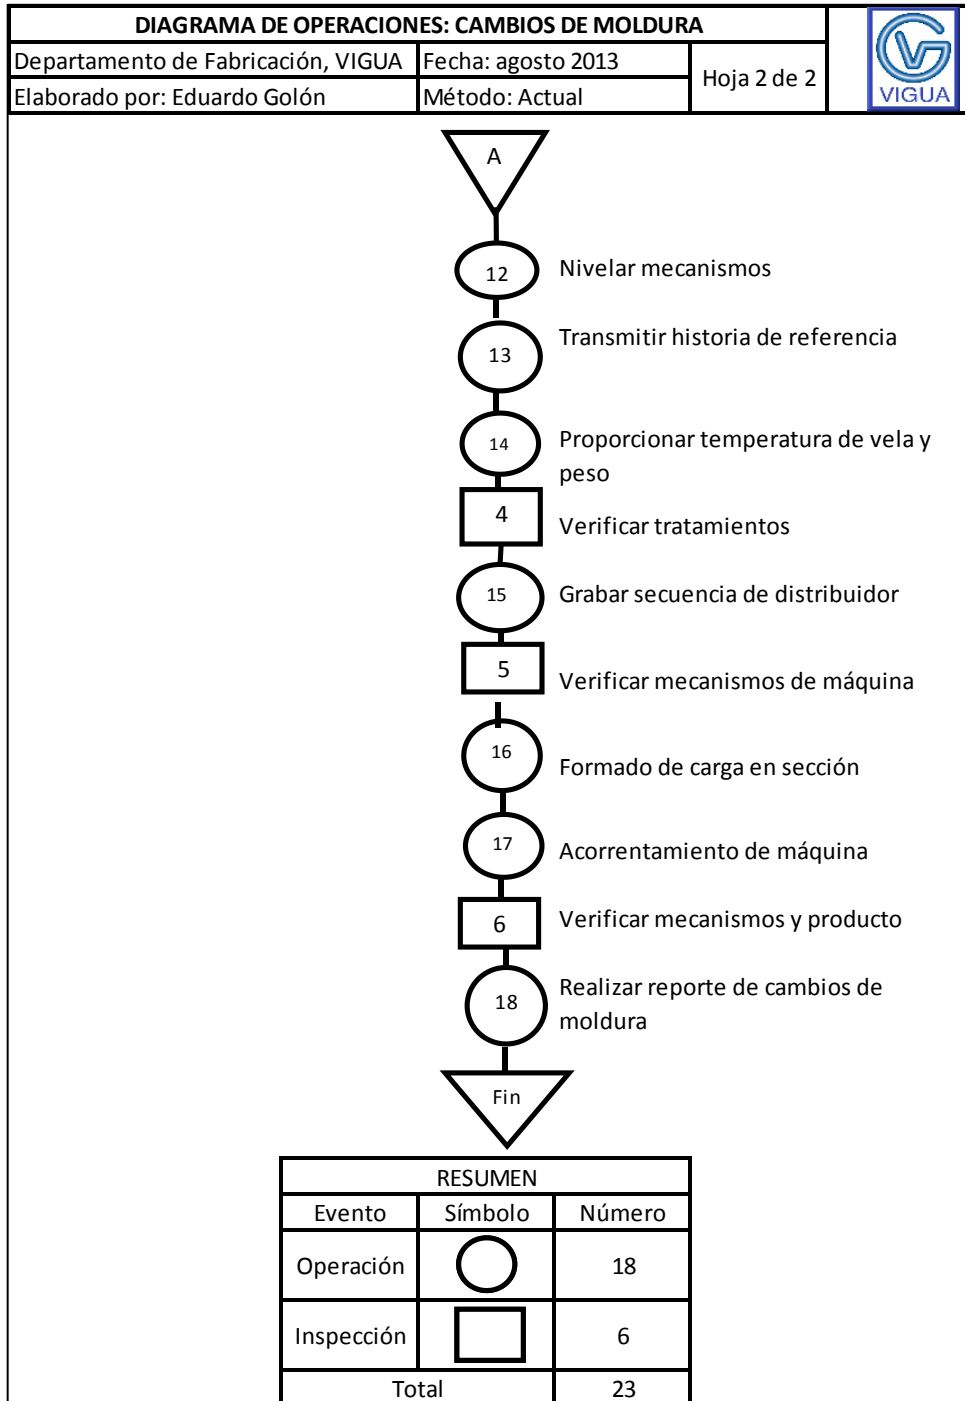 DIAGRAMA DE OPERACIONES: CAMBIOS DE MOLDURA
Departamento de Fabricación, VIGUA
Fecha: agosto 2013
Hoja 2 de 2
Elaborado por: Eduardo Golón
Método: Actual
VIGUA
A
12 Nivelar mecanismos
13 Transmitir historia de referencia
14 Proporcionar temperatura de vela y
peso
4 Verificar tratamientos
15 Grabar secuencia de distribuidor
5 Verificar mecanismos de máquina
16 Formado de carga en sección
17 Acorrentamiento de máquina
6 Verificar mecanismos y producto
18 Realizar reporte de cambios de
moldura
Fin
RESUMEN
Evento Símbolo Número
Operación 18
Inspección 6
Total 23